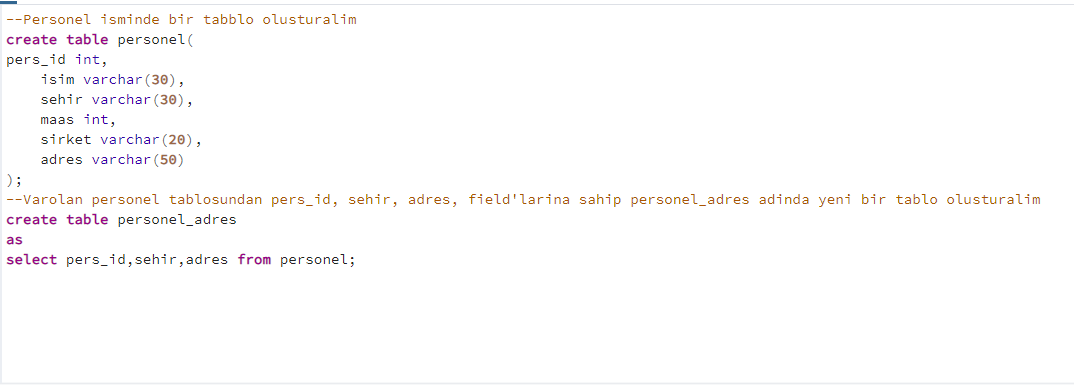 --Personel isminde bir tabblo olusturalim
create table personel(
pers_id int,
isim varchar(30),
sehir varchar(30),
maas int,
sirket varchar(20),
adres varchar(50)
);
--Varolan personel tablosundan pers_id, sehir, adres, field'larina sahip personel_adres adinda yeni bir tablo olusturalim
create table personel_adres
as
select pers_id,sehir,adres from personel;